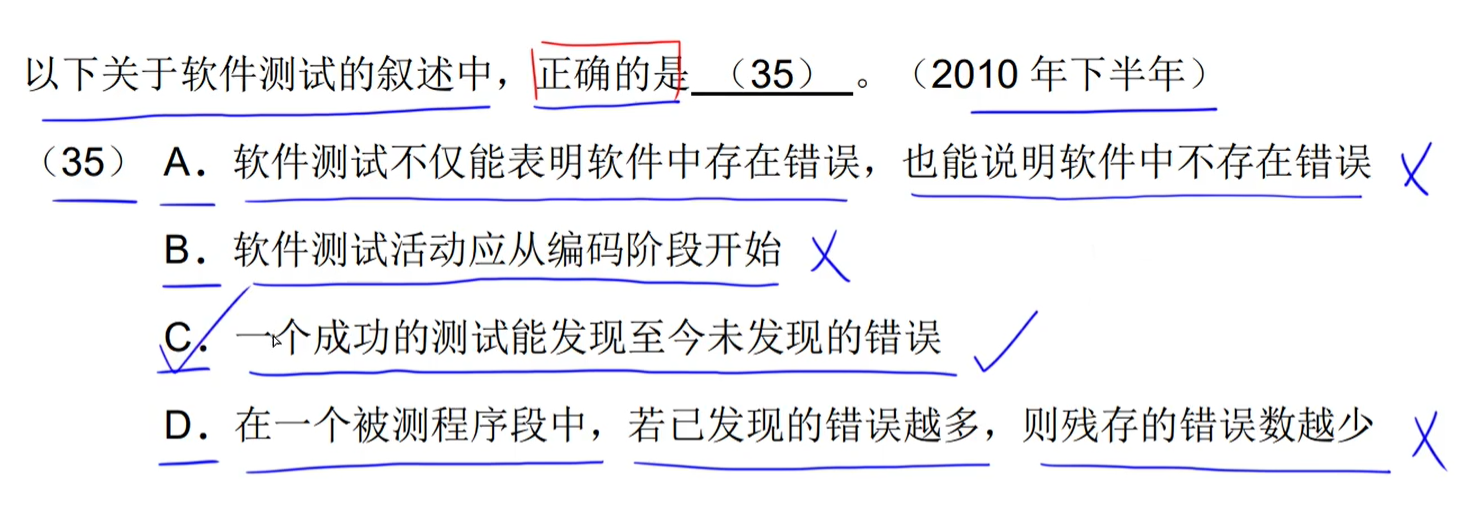 以下关于软件测试的叙述中，正确的是（35）。（2010 年下半年）
（35） A．软件测试不仅能表明软件中存在错误，也能说明软件中不存在错误
B．软件测试活动应从编码阶段开始
C．一个成功的测试能发现至今未发现的错误
D．在一个被测程序段中，若已发现的错误越多，则残存的错误数越少